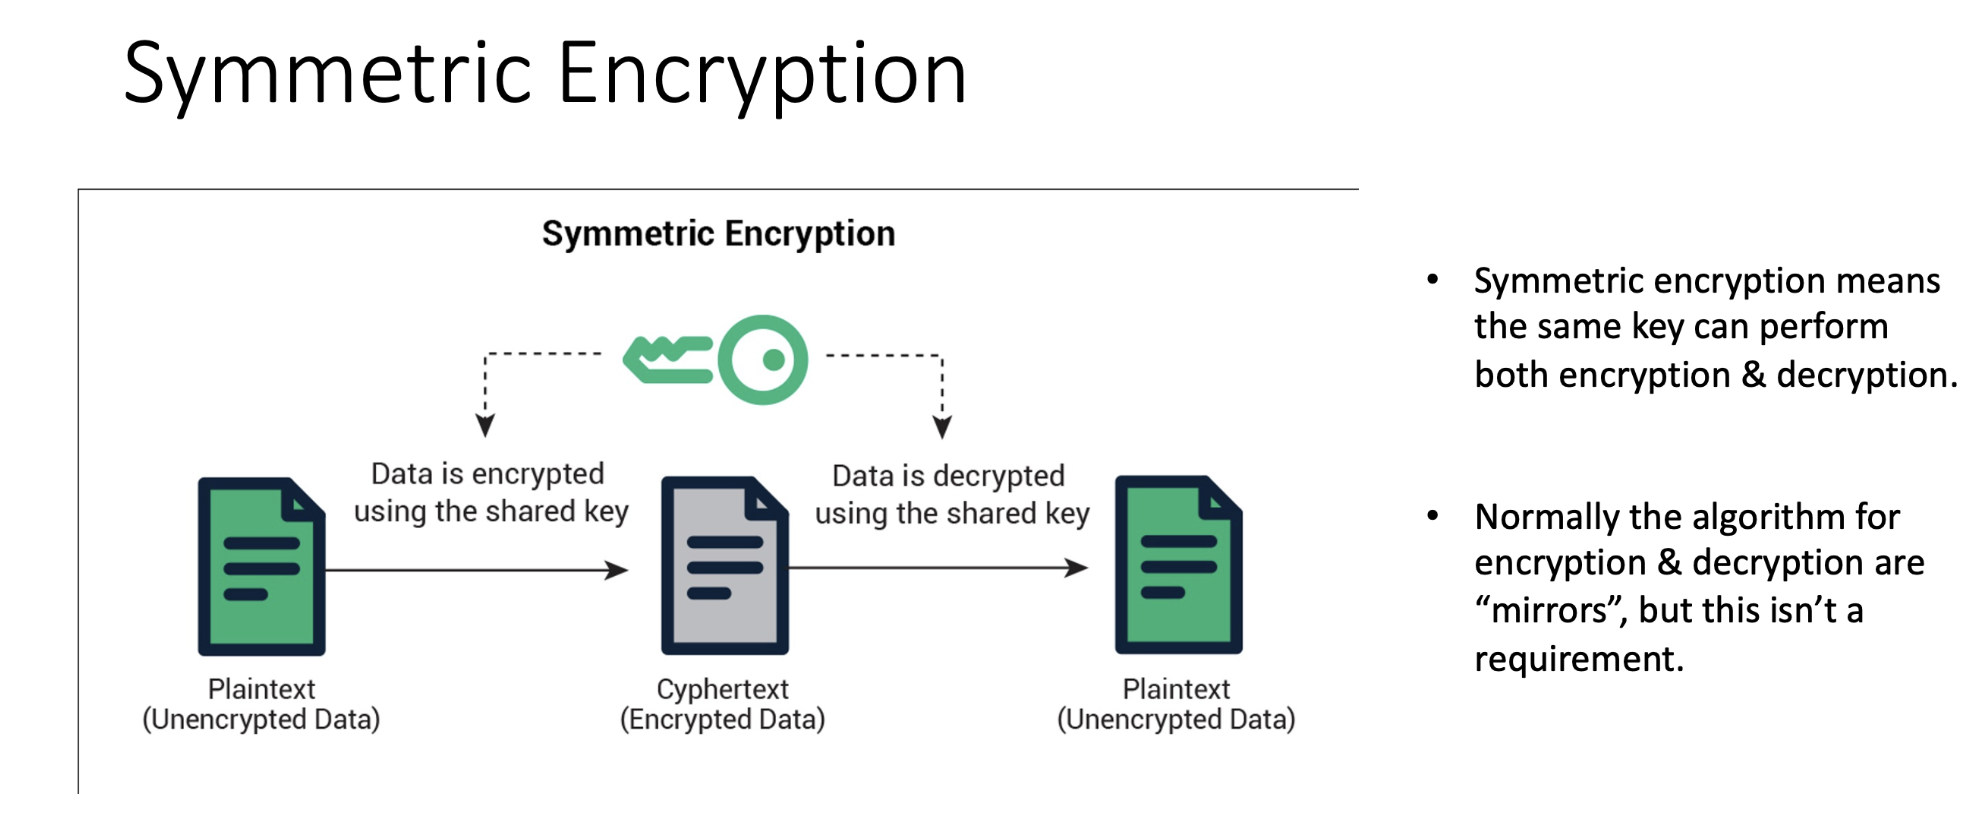 Symmetric Encryption
Symmetric Encryption
Data is encrypted
using the shared key
Data is decrypted
using the shared key
Plaintext
(Unencrypted Data)
Cyphertext
(Encrypted Data)
Plaintext
(Unencrypted Data)
• Symmetric encryption means
the same key can perform
both encryption & decryption.
• Normally the algorithm for
encryption & decryption are
“mirrors”, but this isn’t a
requirement.